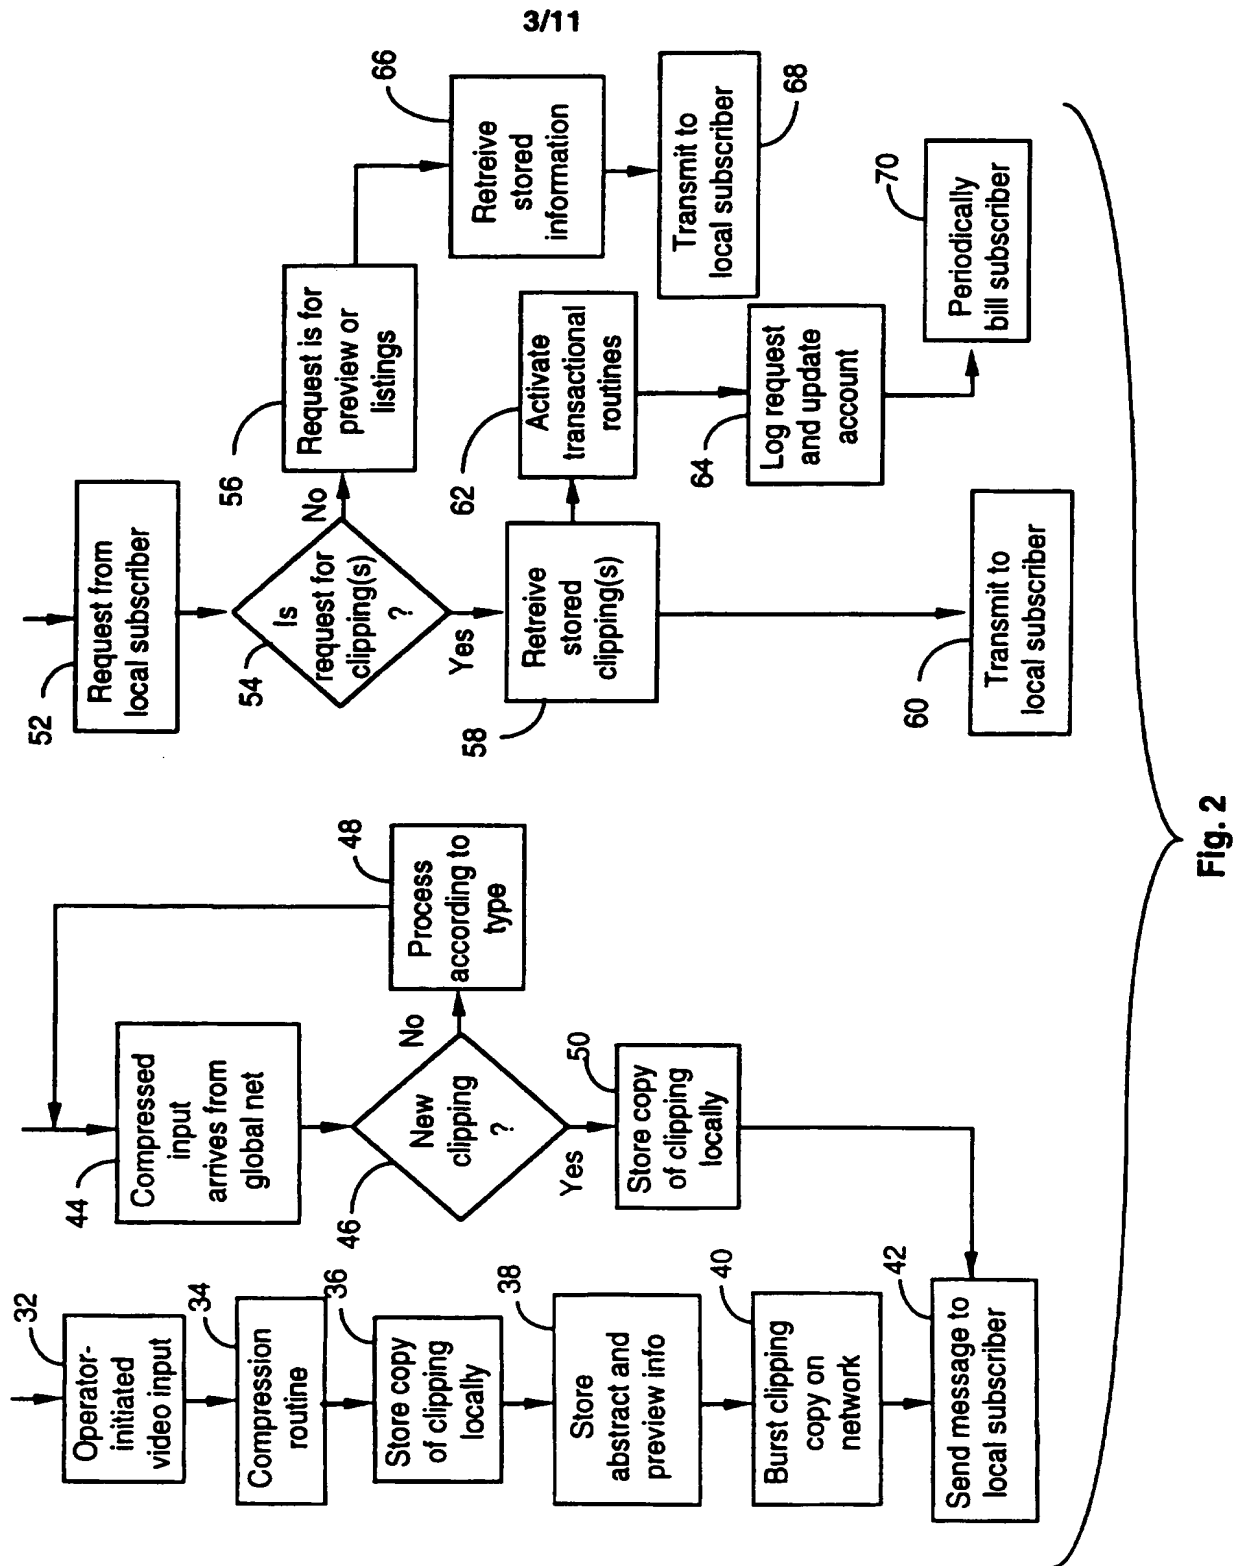 3/11
32
Operator-
initiated
video input
34
Compression
routine
36
Store copy
of clipping
locally
38
Store
abstract and
preview info
40
Burst clipping
copy on
network
42
Send message to
local subscriber
44
Compressed
input
arrives from
global net
46
New
clipping
?
No
Yes
48
Process
according to
type
50
Store copy
of clipping
locally
52
Request from
local subscriber
54
Is
request for
clipping(s)
?
No
Yes
56
Request is for
preview or
listings
58
Retreive
stored
clipping(s)
60
Transmit to
local subscriber
62
Activate
transactional
routines
64
Log request
and update
account
66
Retreive
stored
information
Transmit to
local subscriber
68
70
Periodically
bill subscriber
Fig. 2